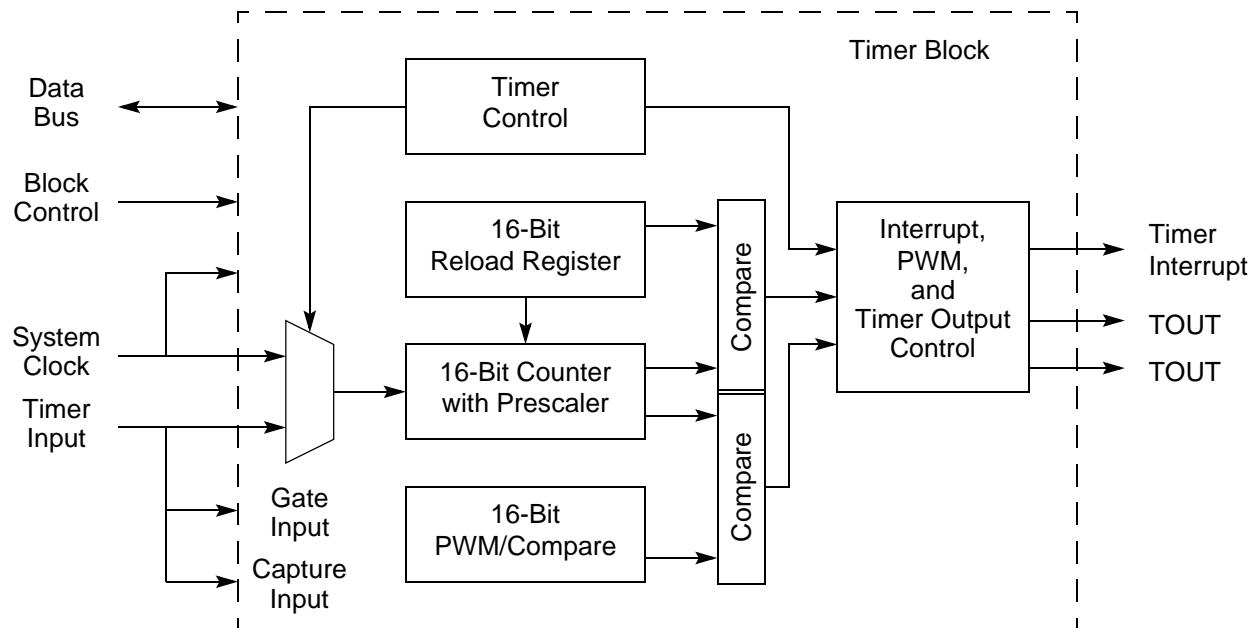 Timer Block
Data
Bus
Block
Control
System
Clock
Timer
Input
Gate
Input
Capture
Input
Timer
Control
16-Bit
Reload Register
16-Bit Counter
with Prescaler
16-Bit
PWM/Compare
Compare
Compare
Interrupt,
PWM,
and
Timer Output
Control
Timer
Interrupt
TOUT
TOUT